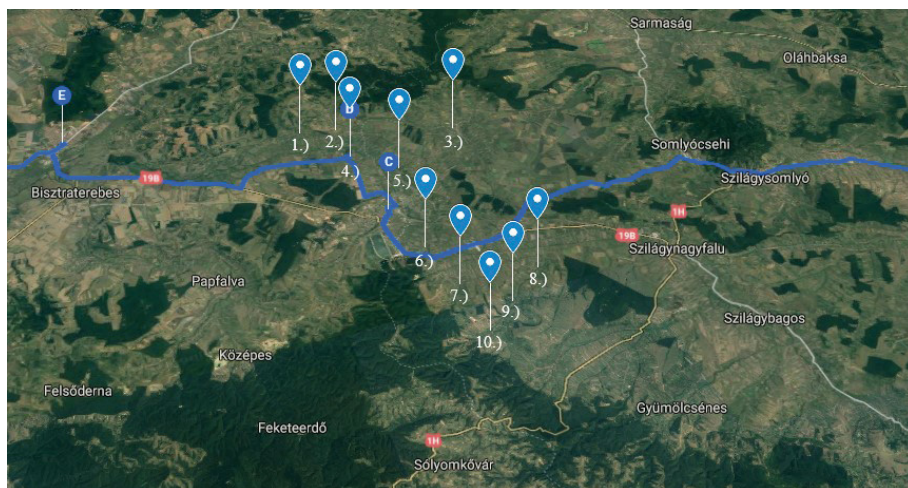 Sarmaság
Oláhbaksa
E
1.)
2.)
3.)
D
4.)
C
5.)
Somlyócsehi
19B
Bisztraterebes
Szilágysomlyó
1H
6.)
19B
Szilágynagyfalu
8.)
Papfalva
7.)
9.)
10.)
Szilágybagos
Középes
Felsőderna
Gyümölcsénes
Feketeerdő
1H
Sólyomkővár